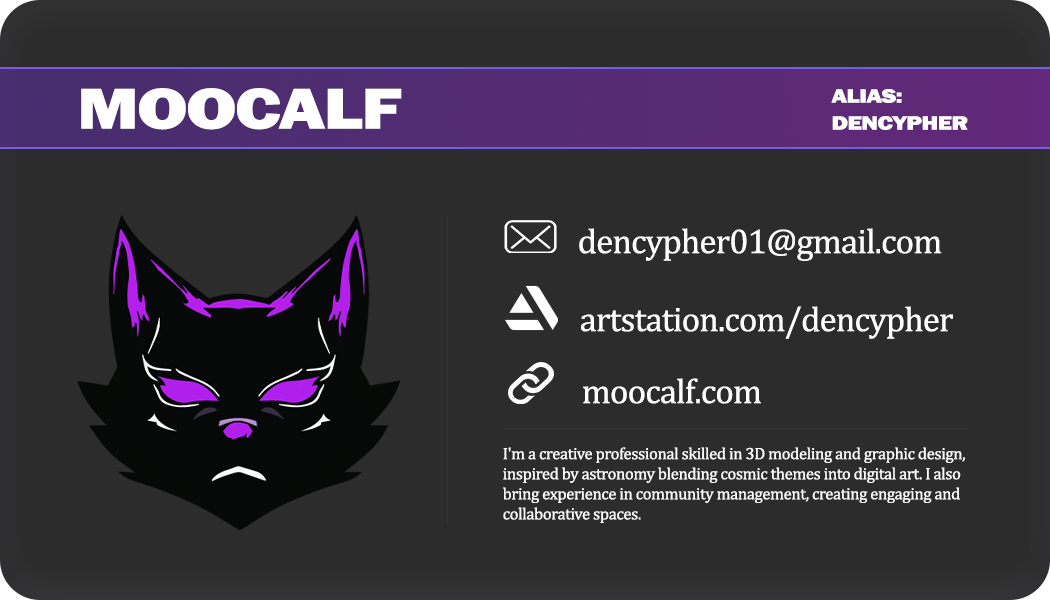 MOOCALF
ALIAS:
DENCYPHER
dencypher01@gmail.com
artstation.com/dencypher
moocalf.com
I'm a creative professional skilled in 3D modeling and graphic design,
inspired by astronomy blending cosmic themes into digital art. I also
bring experience in community management, creating engaging and
collaborative spaces.